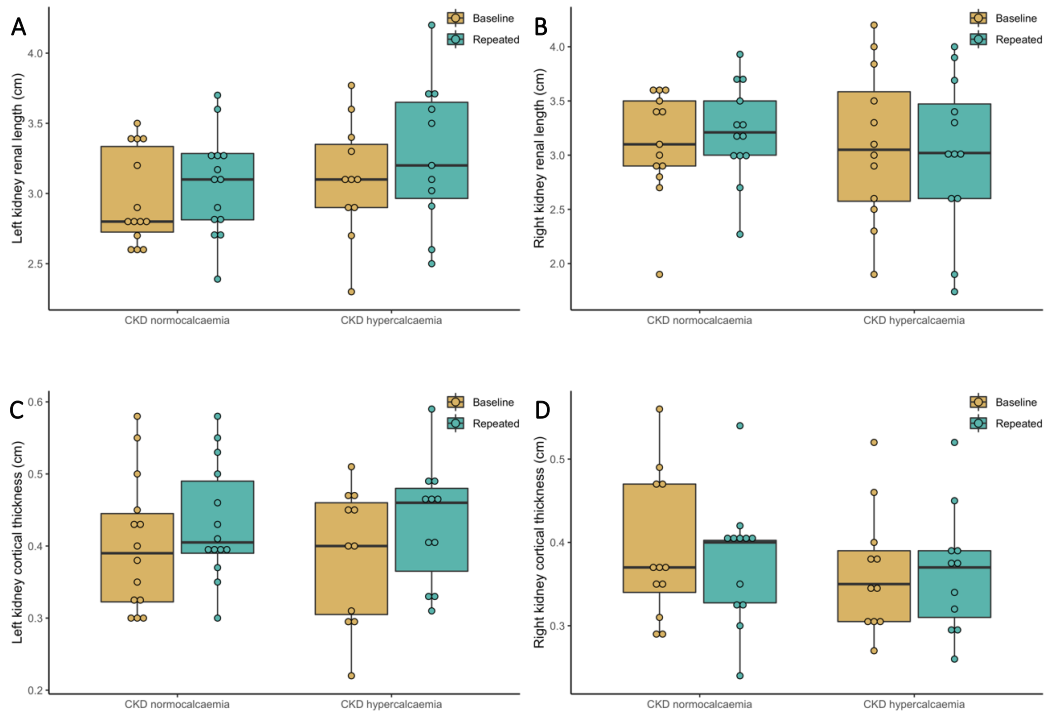 A
Left kidney renal length (cm)
4.0
3.5
3.0
2.5
CKD normocalcaemia
CKD hypercalcaemia
Baseline
Repeated
B
Right kidney renal length (cm)
4.0
3.5
3.0
2.5
2.0
CKD normocalcaemia
CKD hypercalcaemia
Baseline
Repeated
C
Left kidney cortical thickness (cm)
0.6
0.5
0.4
0.3
0.2
CKD normocalcaemia
CKD hypercalcaemia
Baseline
Repeated
D
Right kidney cortical thickness (cm)
0.5
0.4
0.3
CKD normocalcaemia
CKD hypercalcaemia
Baseline
Repeated